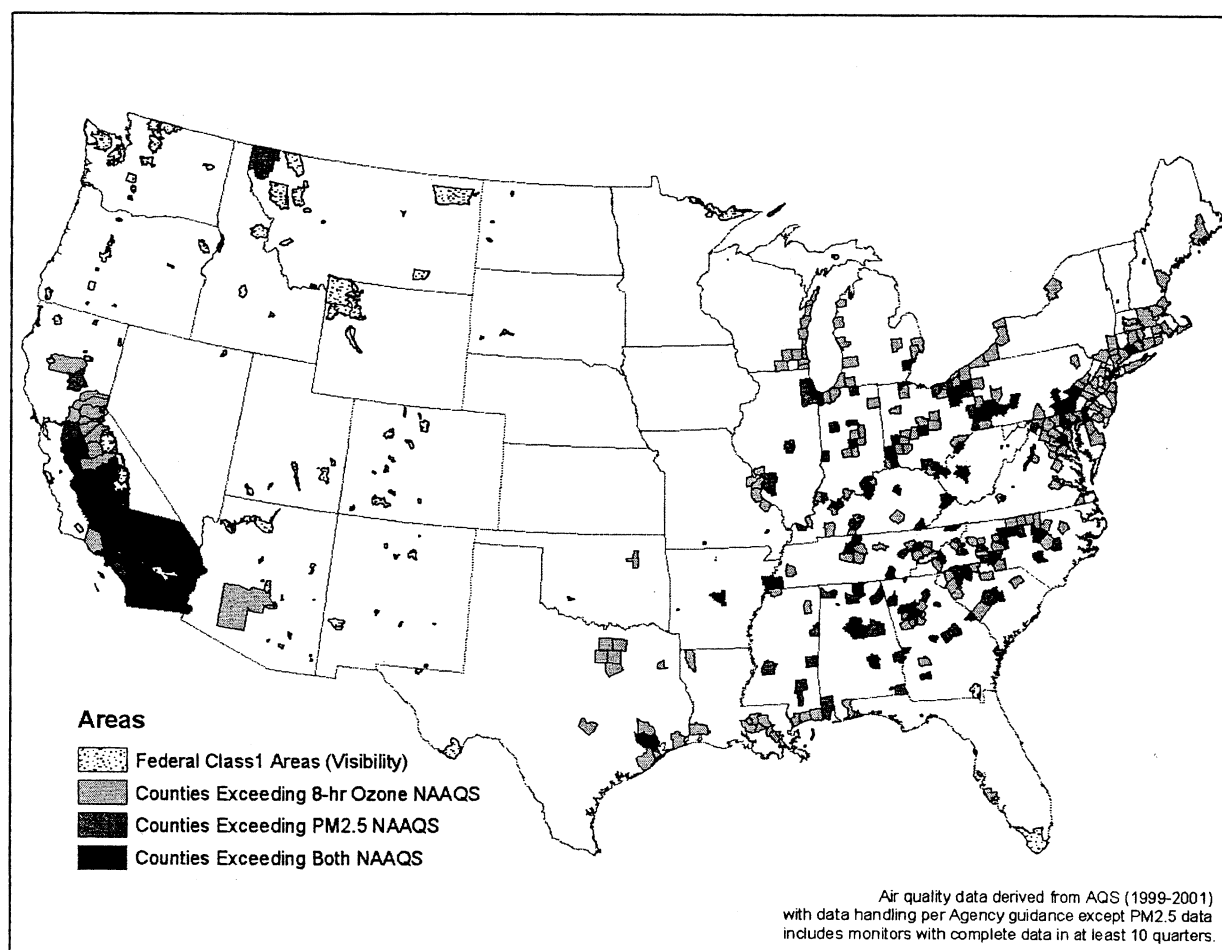 Areas
Federal Class1 Areas (Visibility)
Counties Exceeding 8-hr Ozone NAAQS
Counties Exceeding PM2.5 NAAQS
Counties Exceeding Both NAAQS
Air quality data derived from AQS (1999-2001)
with data handling per Agency guidance except PM2.5 data
includes monitors with complete data in at least 10 quarters.